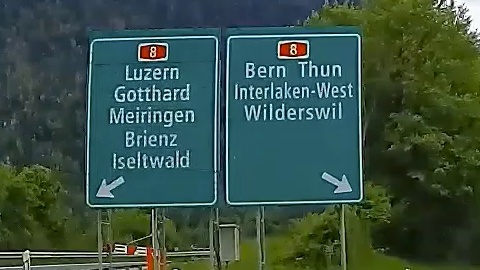 8
Luzern
Gotthard
Meiringen
Brienz
Iseltwald
8
Bern Thun
Interlaken-West
Wilderswil